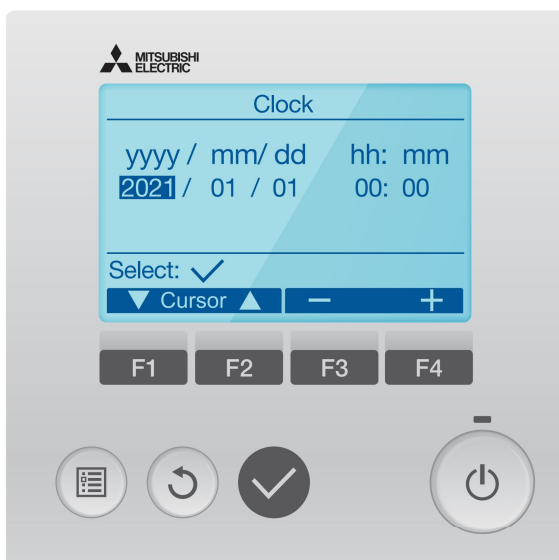 MITSUBISHI
ELECTRIC
Clock
yyyy / mm/ dd hh: mm
2021 / 01 / 01 00: 00
Select: ✓
▼ Cursor ▲ − +
F1 F2 F3 F4